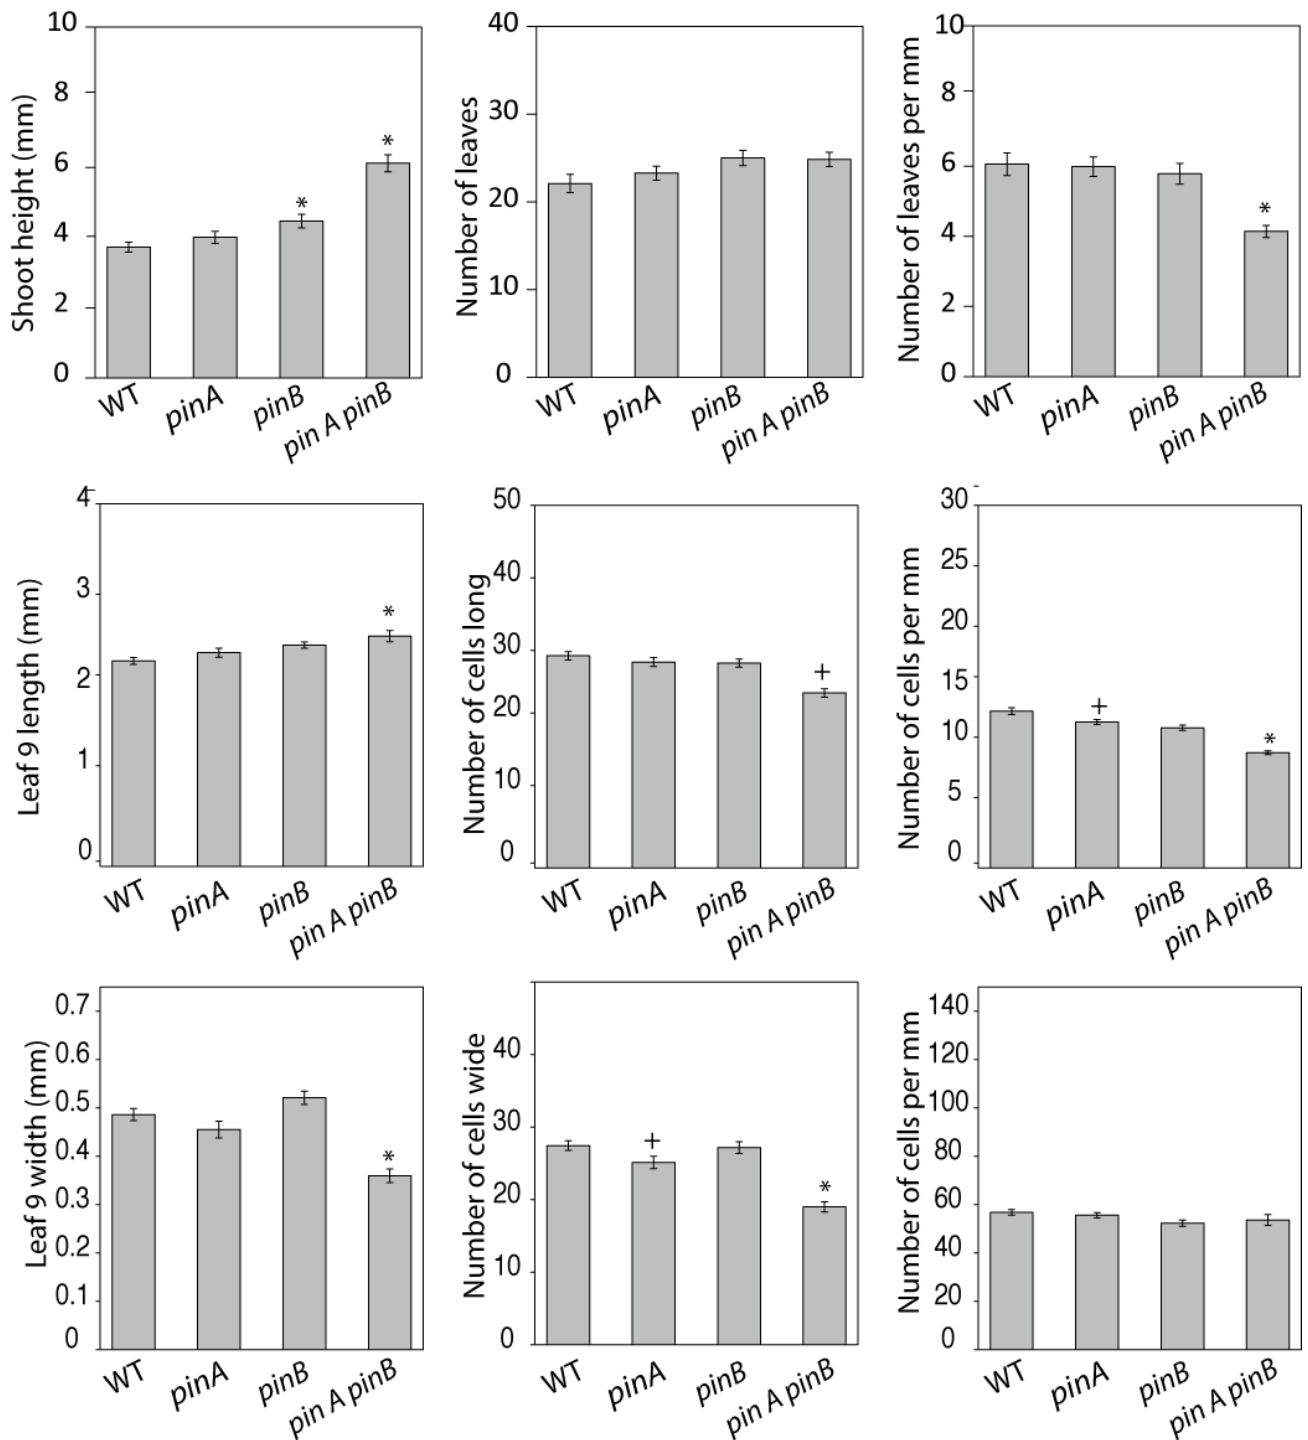 Shoot height (mm)
10
8
6
4
2
0
*
*
WT
pinA
pinB
pin A pinB
Number of leaves
40
30
20
10
0
WT
pinA
pinB
pin A pinB
Number of leaves per mm
10
8
6
4
2
0
*
WT
pinA
pinB
pin A pinB
Leaf 9 length (mm)
4
3
2
1
0
*
WT
pinA
pinB
pin A pinB
Number of cells long
50
40
30
20
10
0
+
WT
pinA
pinB
pin A pinB
Number of cells per mm
30
25
20
15
10
5
0
+
*
WT
pinA
pinB
pin A pinB
Leaf 9 width (mm)
0.7
0.6
0.5
0.4
0.3
0.2
0.1
0
*
WT
pinA
pinB
pin A pinB
Number of cells wide
40
30
20
10
0
+
*
WT
pinA
pinB
pin A pinB
Number of cells per mm
140
120
100
80
60
40
20
0
WT
pinA
pinB
pin A pinB